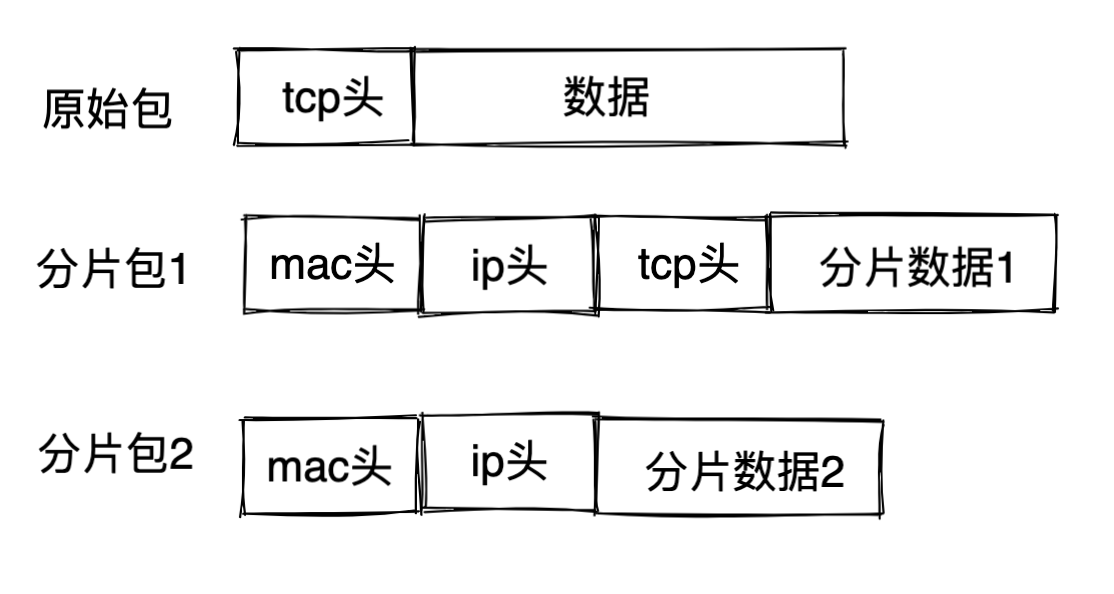 原始包 tcp头 数据
分片包1 mac头 ip头 tcp头 分片数据1
分片包2 mac头 ip头 分片数据2